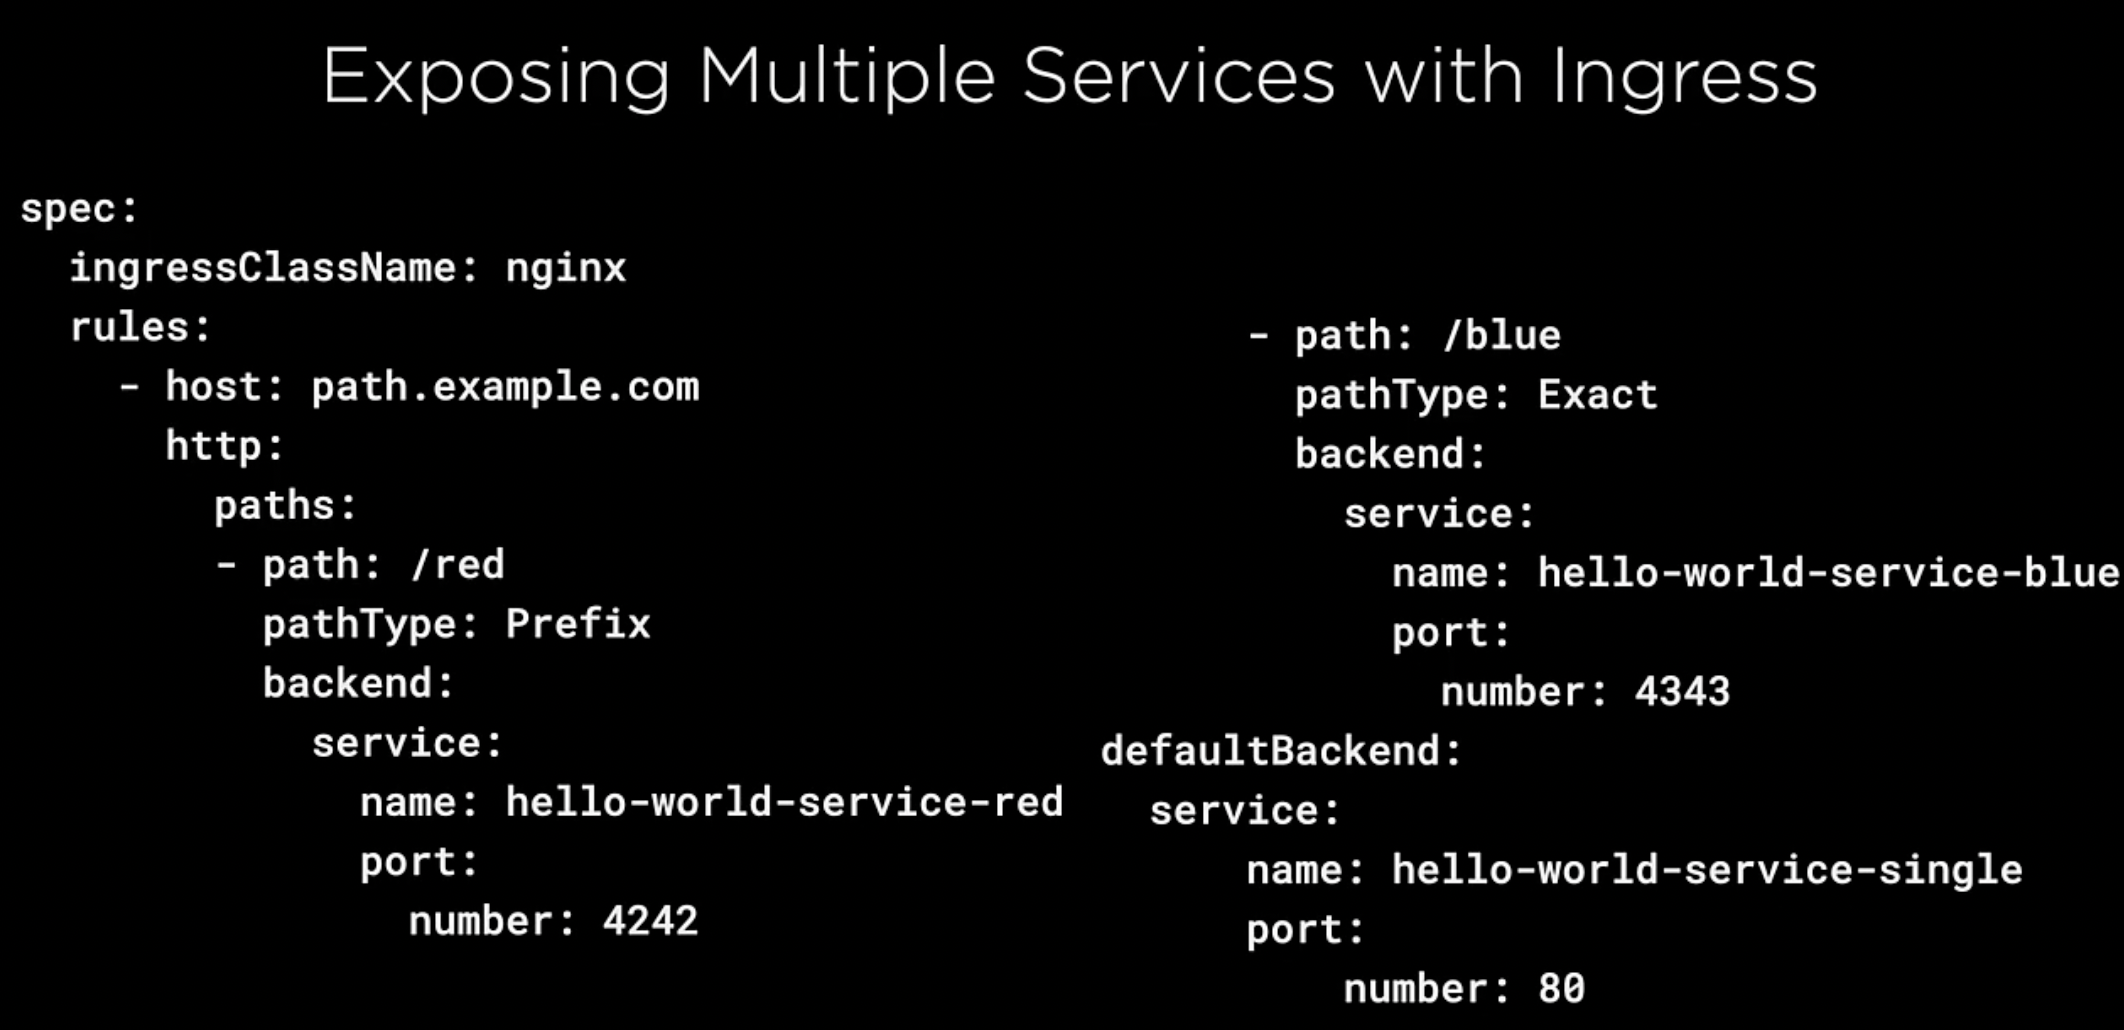 Exposing Multiple Services with Ingress
spec:
  ingressClassName: nginx
  rules:
    - host: path.example.com
      http:
        paths:
        - path: /red
          pathType: Prefix
          backend:
            service:
              name: hello-world-service-red
              port:
                number: 4242
        - path: /blue
          pathType: Exact
          backend:
            service:
              name: hello-world-service-blue
              port:
                number: 4343
  defaultBackend:
    service:
        name: hello-world-service-single
        port:
            number: 80